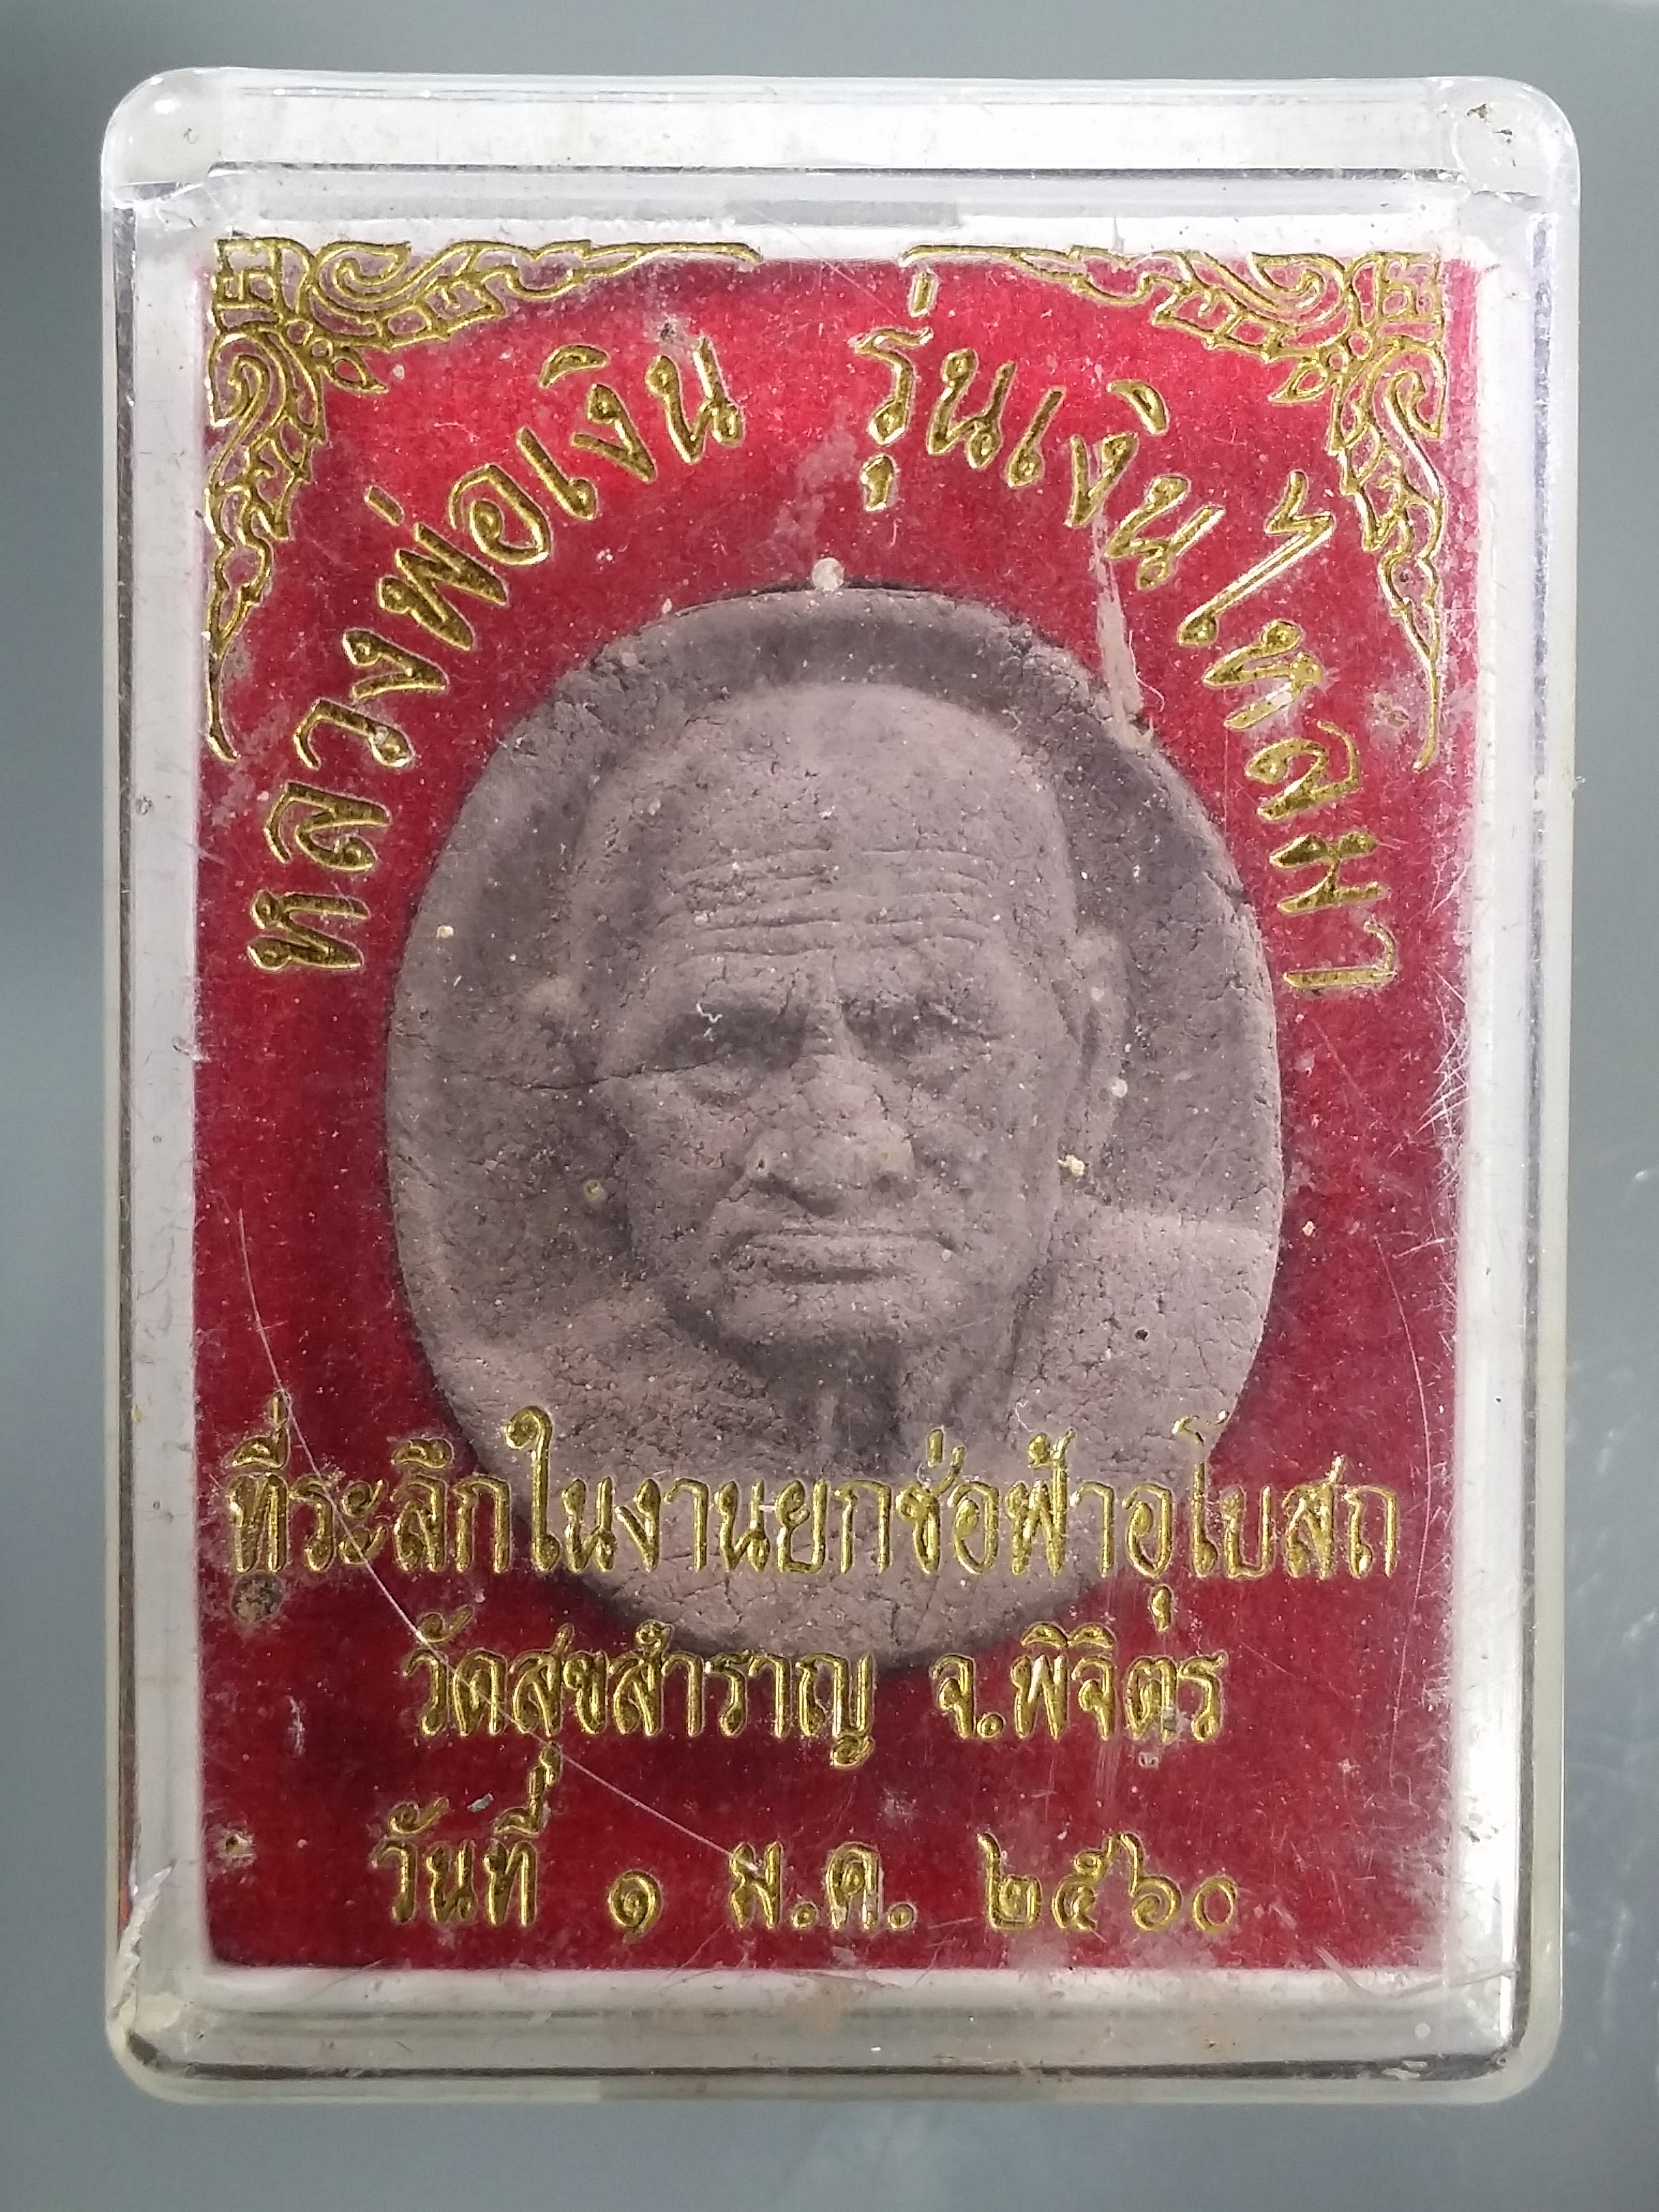 หลวงพ่อเงิน รุ่นเงินไหลมา
ที่ระลึกในงานยกช่อฟ้าอุโบสถ
วัดสุขสำราญ จ.พิจิตร
วันที่ ๑ ม.ค. ๒๕๖๐